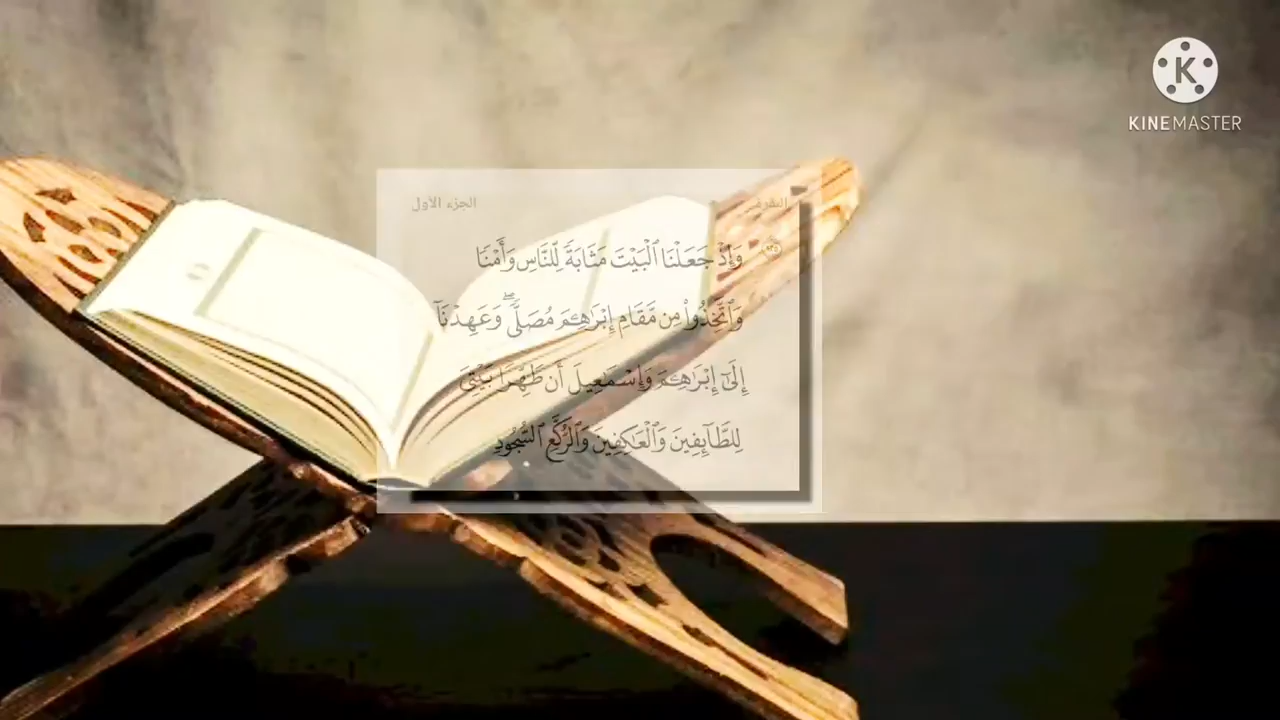 KINEMASTER
البقرة
الجزء الأول
وَإِذْ جَعَلْنَا ٱلْبَيْتَ مَثَابَةً لِّلنَّاسِ وَأَمْنًا
وَٱتَّخِذُوا۟ مِن مَّقَامِ إِبْرَٰهِـۧمَ مُصَلًّى ۖ وَعَهِدْنَآ
إِلَىٰٓ إِبْرَٰهِـۧمَ وَإِسْمَـٰعِيلَ أَن طَهِّرَا بَيْتِىَ
لِلطَّآئِفِينَ وَٱلْعَـٰكِفِينَ وَٱلرُّكَّعِ ٱلسُّجُودِ